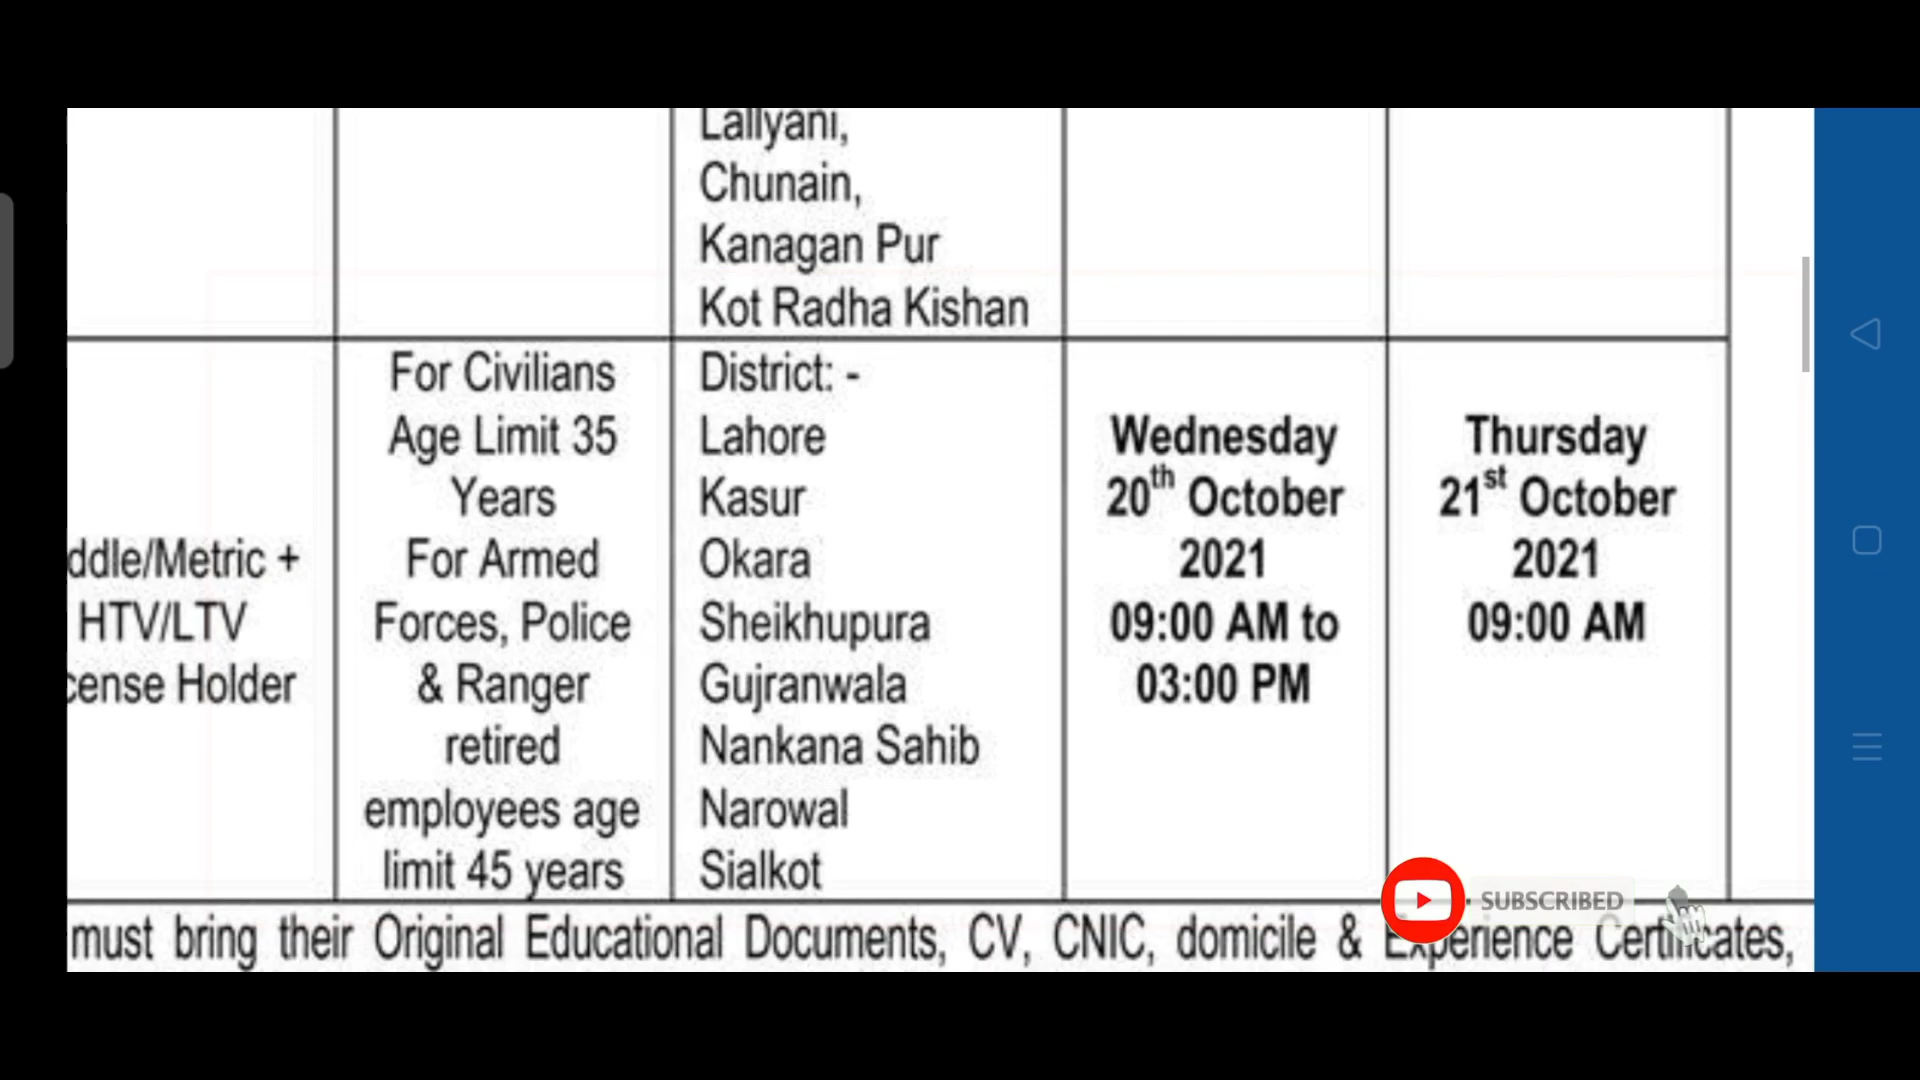 Lallyani,
Chunain,
Kanagan Pur
Kot Radha Kishan
ddle/Metric +
HTV/LTV
cense Holder
For Civilians
Age Limit 35
Years
For Armed
Forces, Police
& Ranger
retired
employees age
limit 45 years
District: -
Lahore
Kasur
Okara
Sheikhupura
Gujranwala
Nankana Sahib
Narowal
Sialkot
Wednesday
20th October
2021
09:00 AM to
03:00 PM
Thursday
21st October
2021
09:00 AM
must bring their Original Educational Documents, CV, CNIC, domicile & Experience Certificates,
SUBSCRIBED